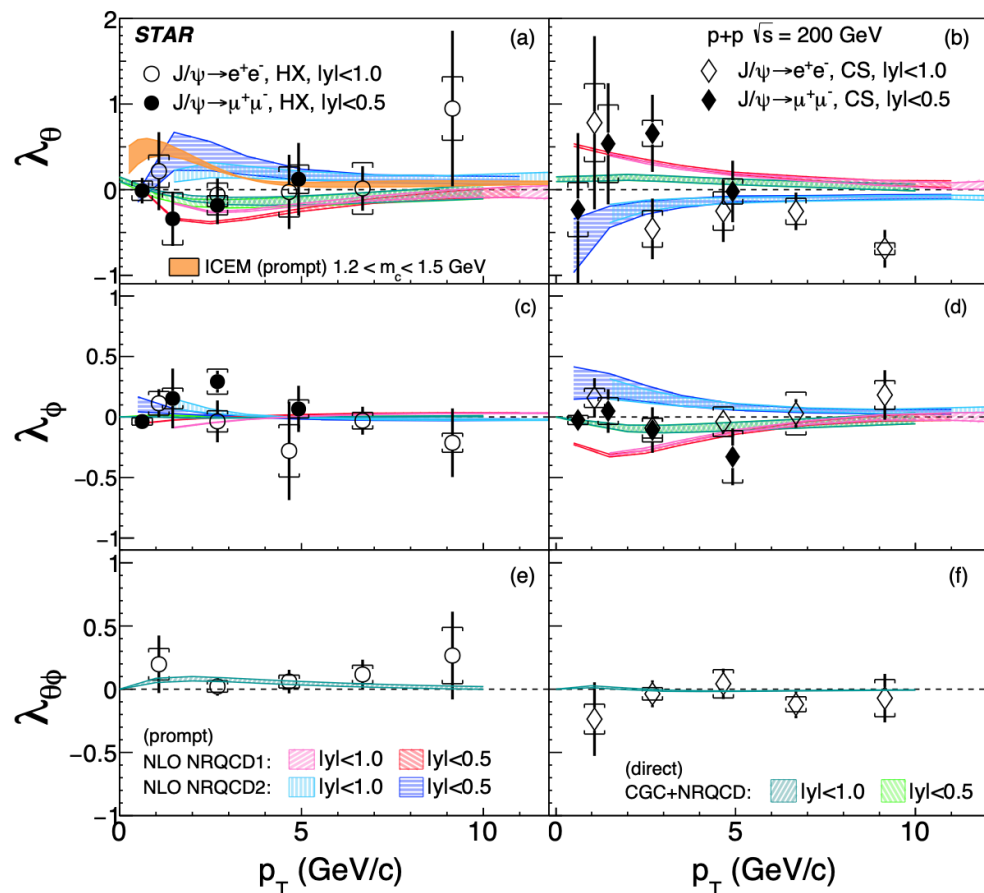 STAR
(a)
J/ψ→e⁺e⁻, HX, |y|<1.0
J/ψ→μ⁺μ⁻, HX, |y|<0.5
ICEM (prompt) 1.2 < m_c < 1.5 GeV
λ_θ
2
1
0
−1
p+p √s = 200 GeV
(b)
J/ψ→e⁺e⁻, CS, |y|<1.0
J/ψ→μ⁺μ⁻, CS, |y|<0.5
(c)
λ_ϕ
1
0.5
0
−0.5
−1
(d)
(e)
λ_θϕ
1
0.5
0
−0.5
−1
(prompt)
NLO NRQCD1: |y|<1.0 |y|<0.5
NLO NRQCD2: |y|<1.0 |y|<0.5
(f)
(direct)
CGC+NRQCD: |y|<1.0 |y|<0.5
0 5 10 0 5 10
p_T (GeV/c) p_T (GeV/c)